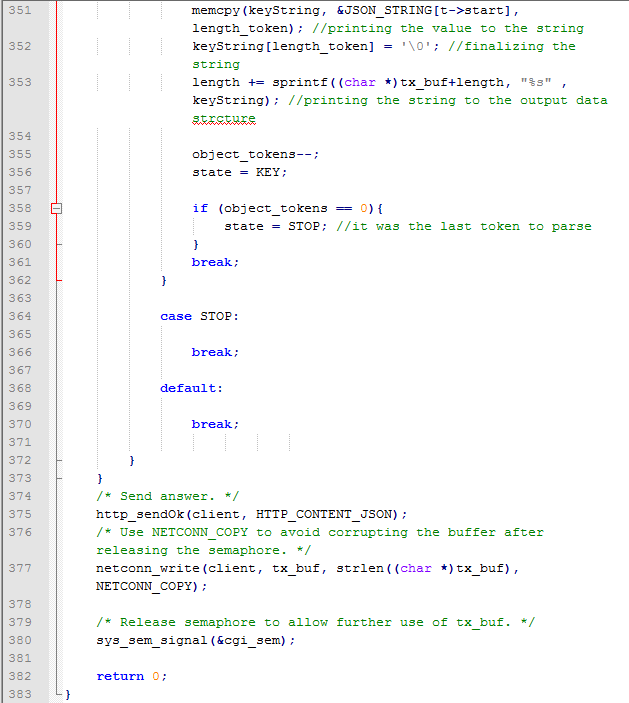 351 memcpy(keyString, &JSON_STRING[t->start],
length_token); //printing the value to the string
352 keyString[length_token] = '\0'; //finalizing the
string
353 length += sprintf((char *)tx_buf+length, "%s" ,
keyString); //printing the string to the output data
strcture
354
355 object_tokens--;
356 state = KEY;
357
358 if (object_tokens == 0){
359 state = STOP; //it was the last token to parse
360 }
361 break;
362 }
363
364 case STOP:
365
366 break;
367
368 default:
369
370 break;
371
372 }
373 }
374 /* Send answer. */
375 http_sendOk(client, HTTP_CONTENT_JSON);
376 /* Use NETCONN_COPY to avoid corrupting the buffer after
releasing the semaphore. */
377 netconn_write(client, tx_buf, strlen((char *)tx_buf),
NETCONN_COPY);
378
379 /* Release semaphore to allow further use of tx_buf. */
380 sys_sem_signal(&cgi_sem);
381
382 return 0;
383 }